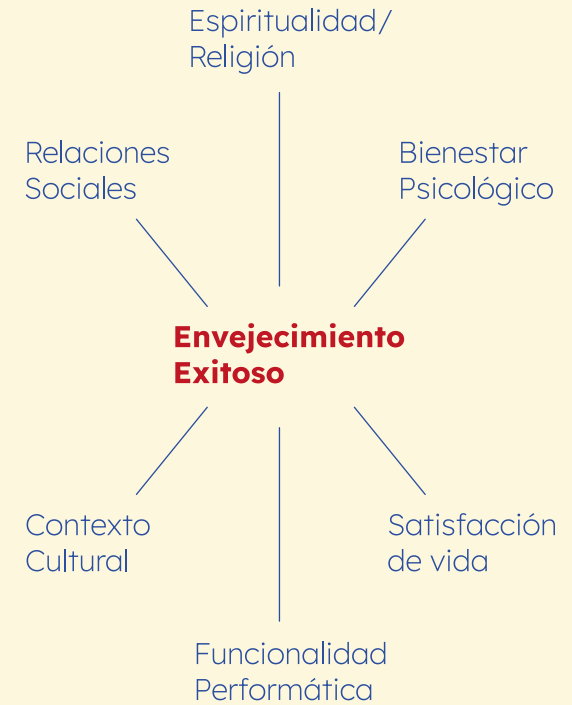 Espiritualidad/
Religión
Relaciones
Sociales
Bienestar
Psicológico
Envejecimiento
Exitoso
Contexto
Cultural
Satisfacción
de vida
Funcionalidad
Performática